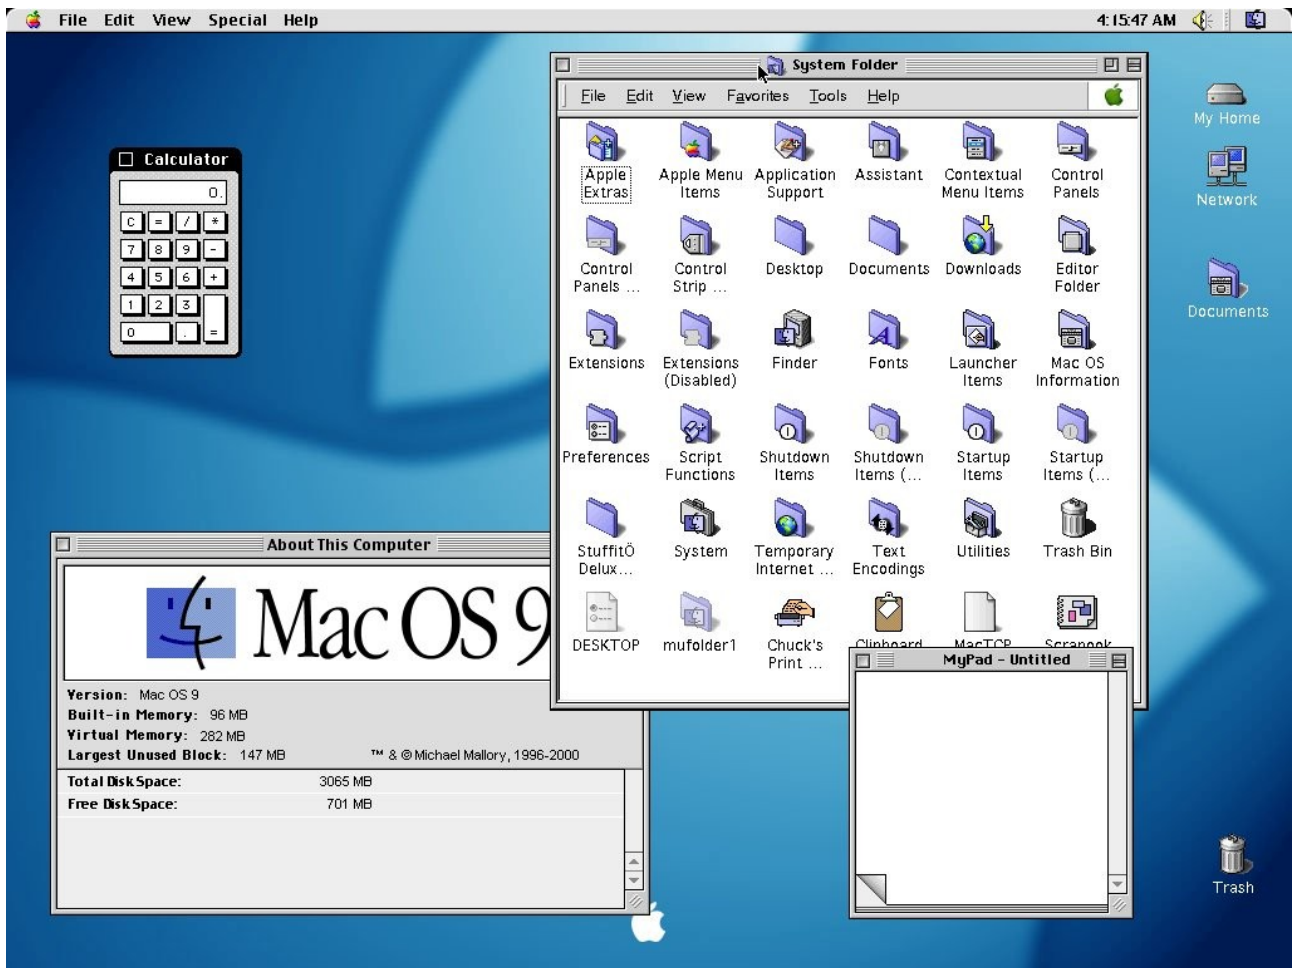 File Edit View Special Help
4:15:47 AM
System Folder
File Edit View Favorites Tools Help
Apple Extras
Apple Menu Items
Application Support
Assistant
Contextual Menu Items
Control Panels
Control Panels ...
Control Strip ...
Desktop
Documents
Downloads
Editor Folder
Extensions
Extensions (Disabled)
Finder
Fonts
Launcher Items
Mac OS Information
Preferences
Script Functions
Shutdown Items
Shutdown Items (...
Startup Items
Startup Items (...
StuffitÖ Delux...
System
Temporary Internet ...
Text Encodings
Utilities
Trash Bin
DESKTOP
mufolder1
Chuck's Print ...
Clipboard
MacTCP
Scrapook
My Home
Network
Documents
Trash
Calculator
0.
C = / *
7 8 9 -
4 5 6 +
1 2 3
0 . =
About This Computer
Mac OS 9
Version: Mac OS 9
Built-in Memory: 96 MB
Virtual Memory: 282 MB
Largest Unused Block: 147 MB
™ & © Michael Mallory, 1996-2000
Total Disk Space: 3065 MB
Free Disk Space: 701 MB
MyPad - Untitled